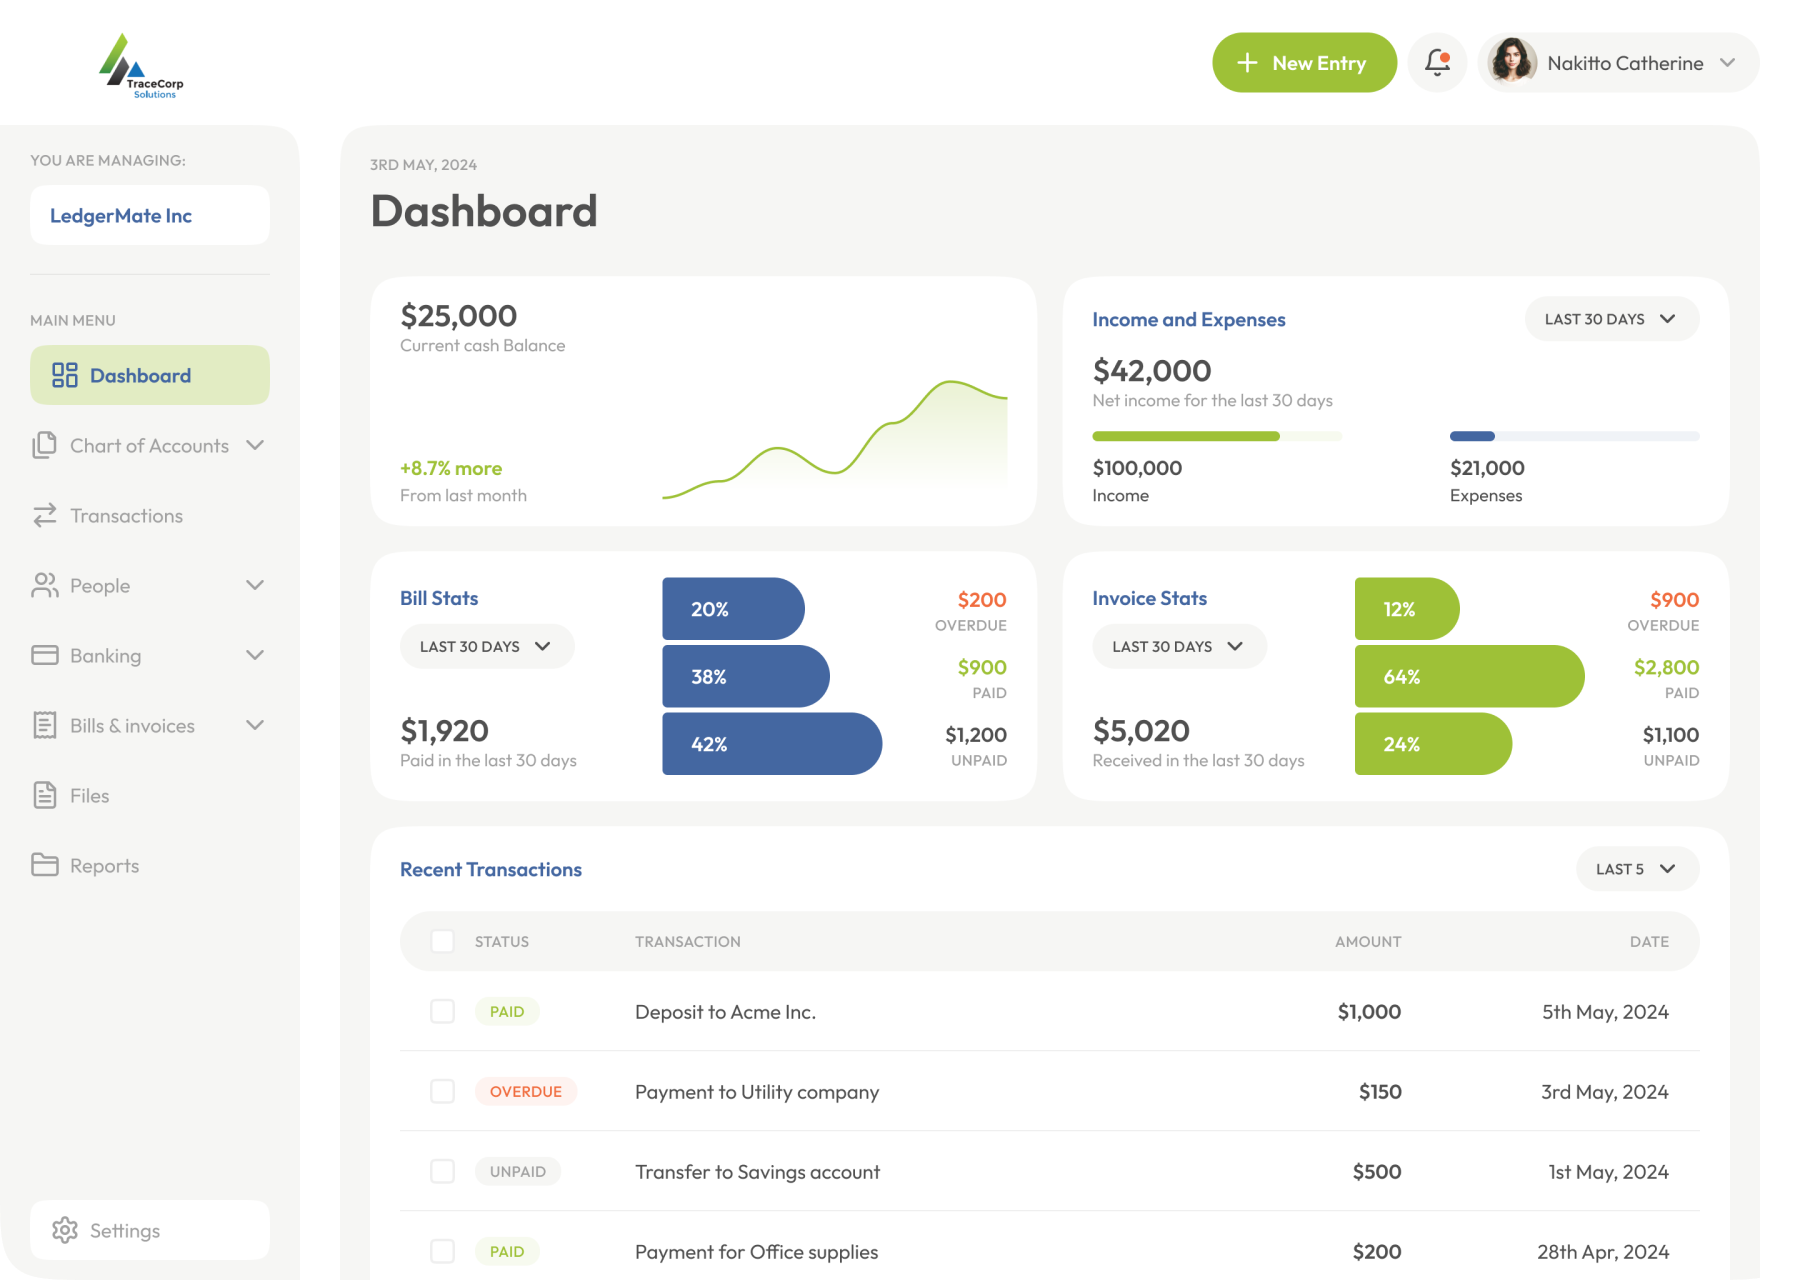 TraceCorp
Solutions
New Entry
Nakitto Catherine
YOU ARE MANAGING:
LedgerMate Inc
MAIN MENU
Dashboard
Chart of Accounts
Transactions
People
Banking
Bills & invoices
Files
Reports
Settings
3RD MAY, 2024
Dashboard
$25,000
Current cash Balance
+8.7% more
From last month
Income and Expenses
LAST 30 DAYS
$42,000
Net income for the last 30 days
$100,000
Income
$21,000
Expenses
Bill Stats
LAST 30 DAYS
$1,920
Paid in the last 30 days
20%
38%
42%
$200
OVERDUE
$900
PAID
$1,200
UNPAID
Invoice Stats
LAST 30 DAYS
$5,020
Received in the last 30 days
12%
64%
24%
$900
OVERDUE
$2,800
PAID
$1,100
UNPAID
Recent Transactions
LAST 5
STATUS TRANSACTION AMOUNT DATE
PAID Deposit to Acme Inc. $1,000 5th May, 2024
OVERDUE Payment to Utility company $150 3rd May, 2024
UNPAID Transfer to Savings account $500 1st May, 2024
PAID Payment for Office supplies $200 28th Apr, 2024